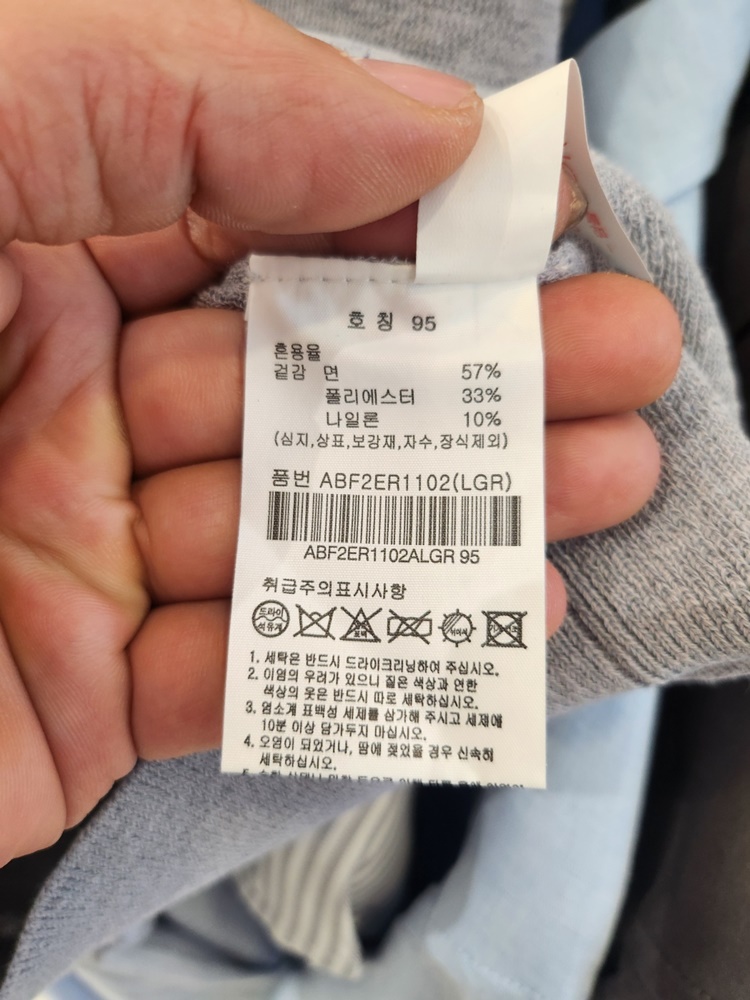 호 칭 95
혼용율
겉감 면 57%
폴리에스터 33%
나일론 10%
(심지,상표,보강재,자수,장식제외)
품번 ABF2ER1102(LGR)
ABF2ER1102ALGR 95
취급주의표시사항
드라이
석유계
1. 세탁은 반드시 드라이크리닝하여 주십시오.
2. 이염의 우려가 있으니 짙은 색상과 연한
색상의 옷은 반드시 따로 세탁하십시오.
3. 염소계 표백성 세제를 삼가해 주시고 세제에
10분 이상 담가두지 마십시오.
4. 오염이 되었거나, 땀에 젖었을 경우 신속히
세탁하십시오.